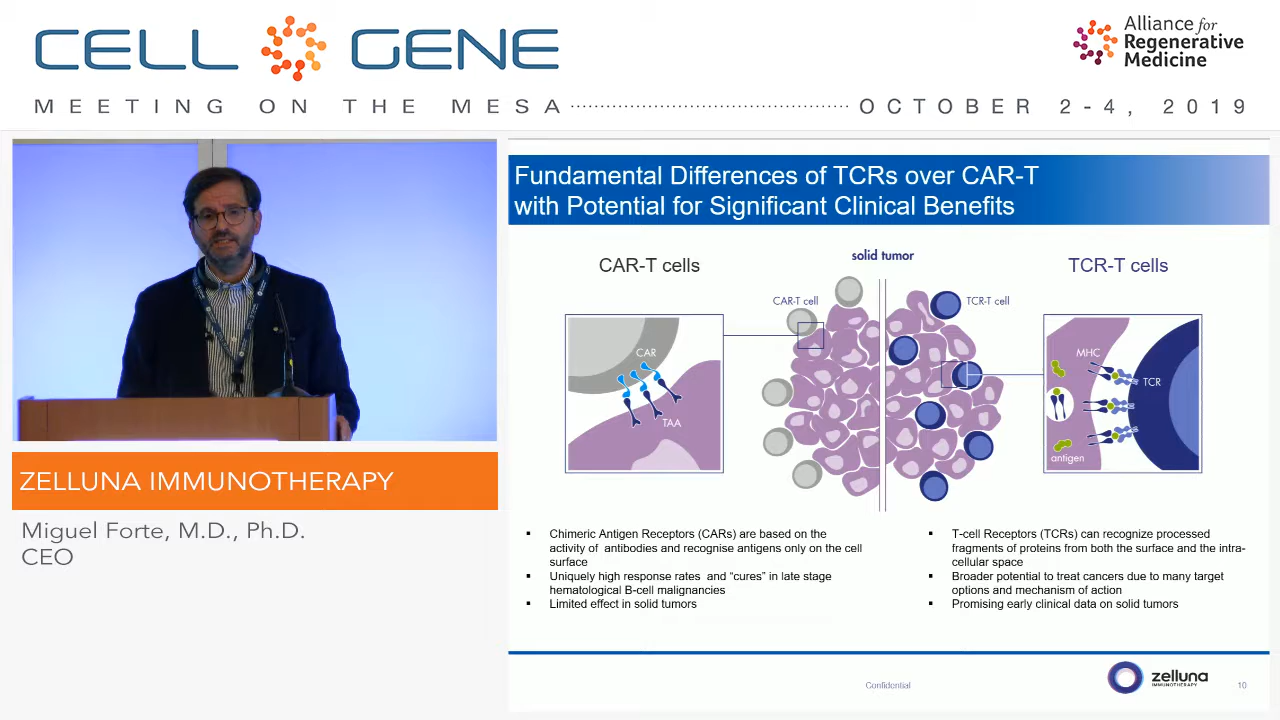 CELL GENE
MEETING ON THE MESA
OCTOBER 2-4, 2019
Alliance for
Regenerative
Medicine
ZELLUNA IMMUNOTHERAPY
Miguel Forte, M.D., Ph.D.
CEO
Fundamental Differences of TCRs over CAR-T
with Potential for Significant Clinical Benefits
CAR-T cells
solid tumor
TCR-T cells
CAR-T cell
TCR-T cell
CAR
TAA
MHC
TCR
antigen
▪ Chimeric Antigen Receptors (CARs) are based on the
activity of antibodies and recognise antigens only on the cell
surface
▪ Uniquely high response rates and “cures” in late stage
hematological B-cell malignancies
▪ Limited effect in solid tumors
▪ T-cell Receptors (TCRs) can recognize processed
fragments of proteins from both the surface and the intra-
cellular space
▪ Broader potential to treat cancers due to many target
options and mechanism of action
▪ Promising early clinical data on solid tumors
Confidential
zelluna
IMMUNOTHERAPY
10